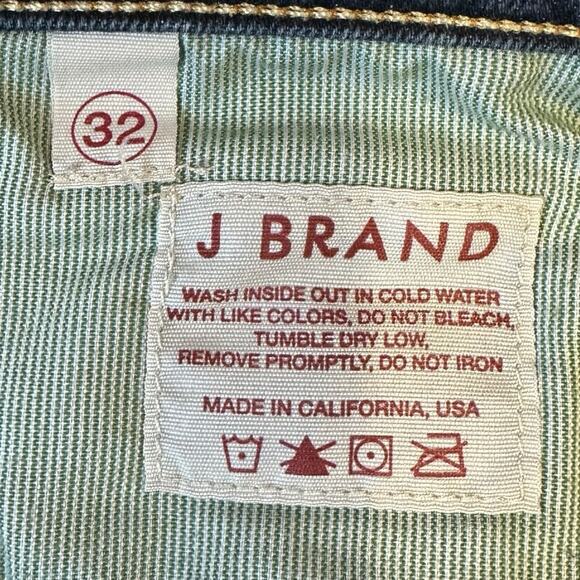 32
J BRAND
WASH INSIDE OUT IN COLD WATER
WITH LIKE COLORS, DO NOT BLEACH,
TUMBLE DRY LOW,
REMOVE PROMPTLY, DO NOT IRON
MADE IN CALIFORNIA, USA